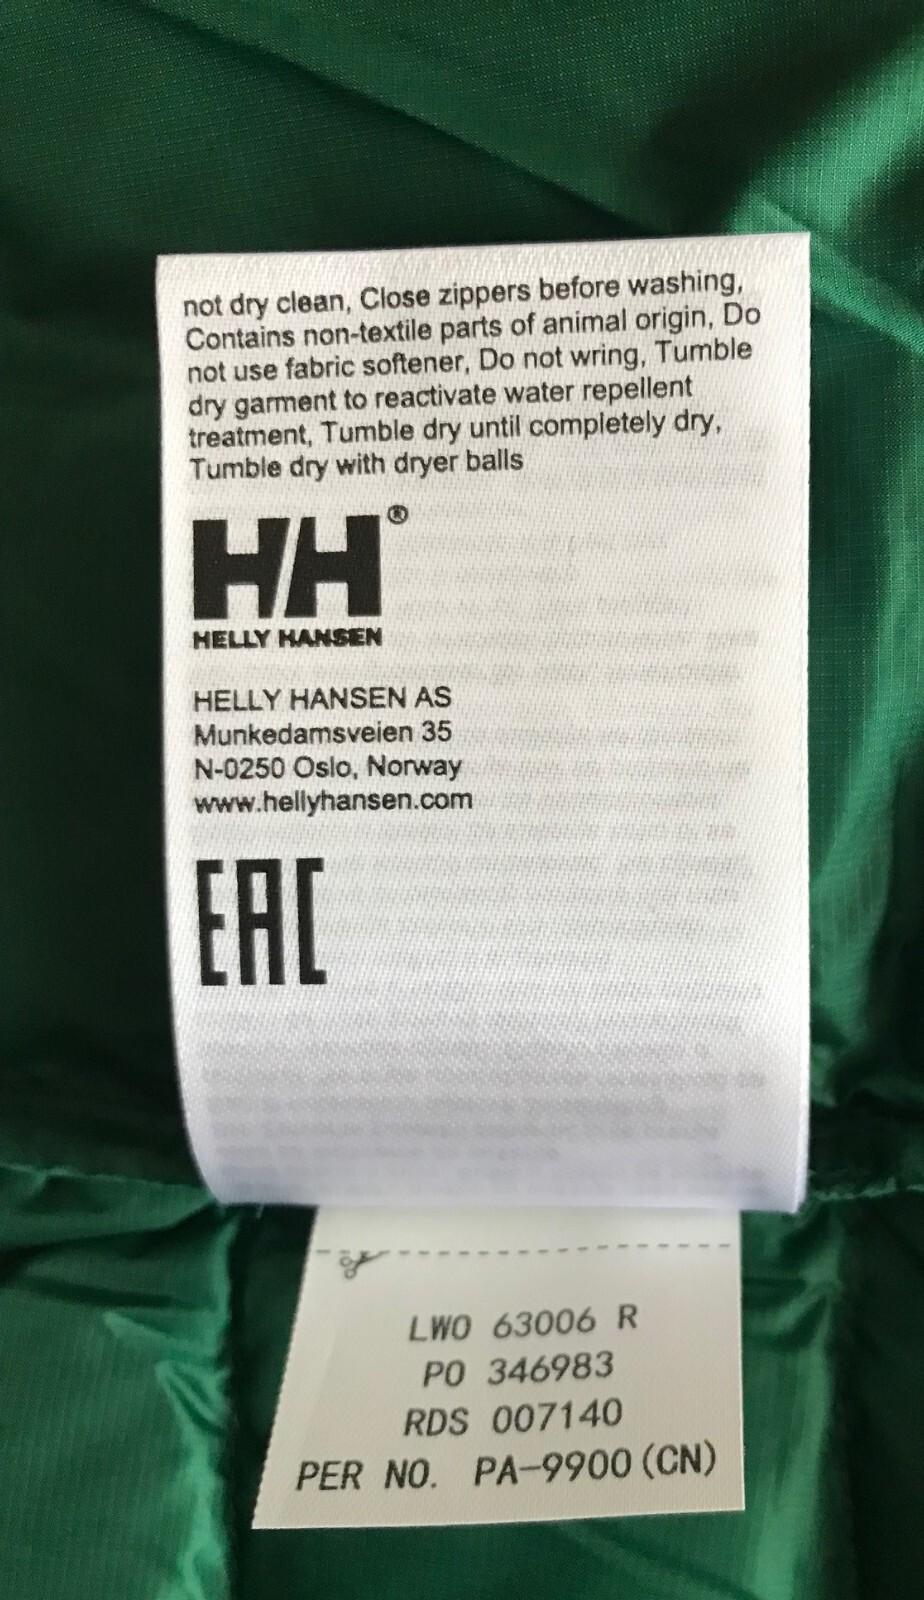 not dry clean, Close zippers before washing,
Contains non-textile parts of animal origin, Do
not use fabric softener, Do not wring, Tumble
dry garment to reactivate water repellent
treatment, Tumble dry until completely dry,
Tumble dry with dryer balls
HH®
HELLY HANSEN
HELLY HANSEN AS
Munkedamsveien 35
N-0250 Oslo, Norway
www.hellyhansen.com
EAC
LWO 63006 R
PO 346983
RDS 007140
PER NO. PA-9900(CN)